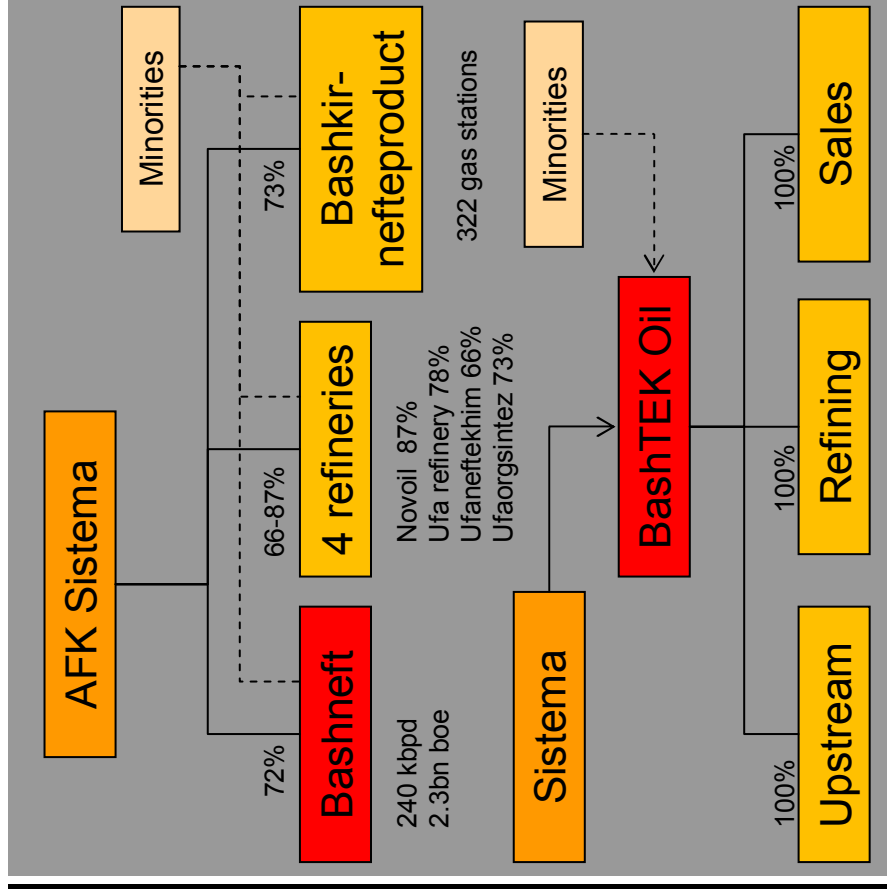 AFK Sistema
Minorities
72%
66-87%
73%
Bashneft
4 refineries
Bashkir-
nefteproduct
240 kbpd
2.3bn boe
Novoil 87%
Ufa refinery 78%
Ufaneftekhim 66%
Ufaorgsintez 73%
322 gas stations
Sistema
Minorities
BashTEK Oil
100%
100%
100%
Upstream
Refining
Sales